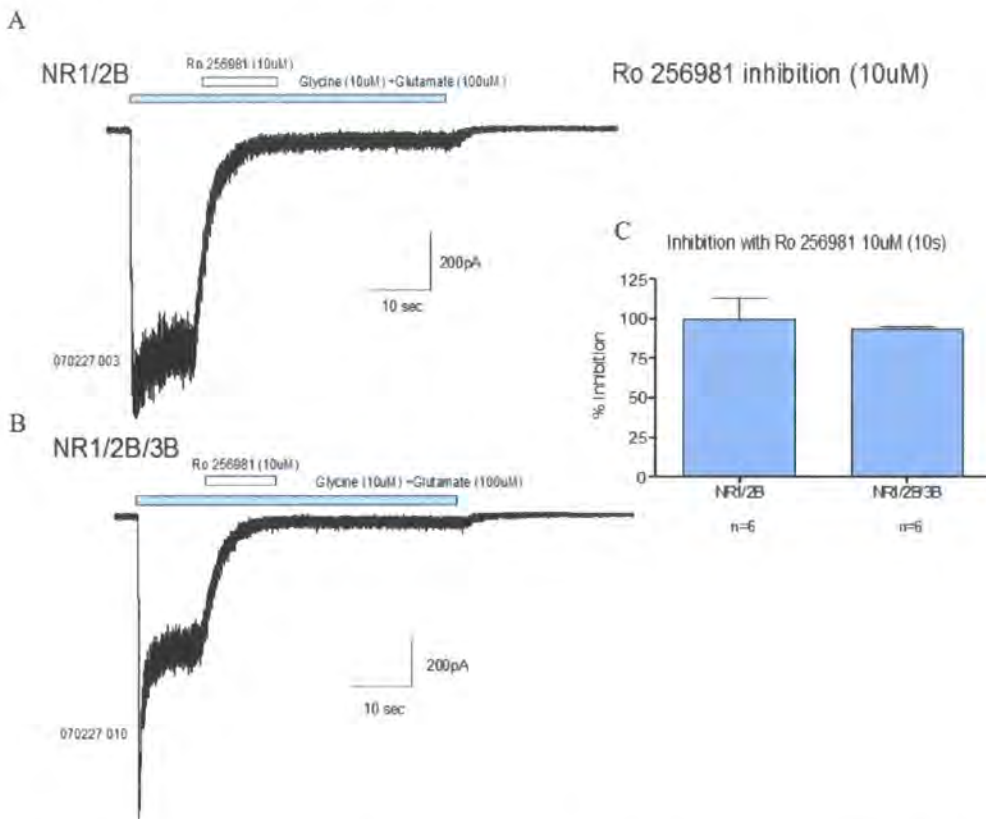 A
NR1/2B
Ro 256981 (10uM)
Glycine (10uM) +Glutamate (100uM)
Ro 256981 inhibition (10uM)
200pA
10 sec
070227 003
C
Inhibition with Ro 256981 10uM (10s)
125
100
75
50
25
0
% Inhibition
NR1/2B
NR1/2B/3B
n=6
n=6
B
NR1/2B/3B
Ro 256981 (10uM)
Glycine (10uM) +Glutamate (100uM)
200pA
10 sec
070227 010